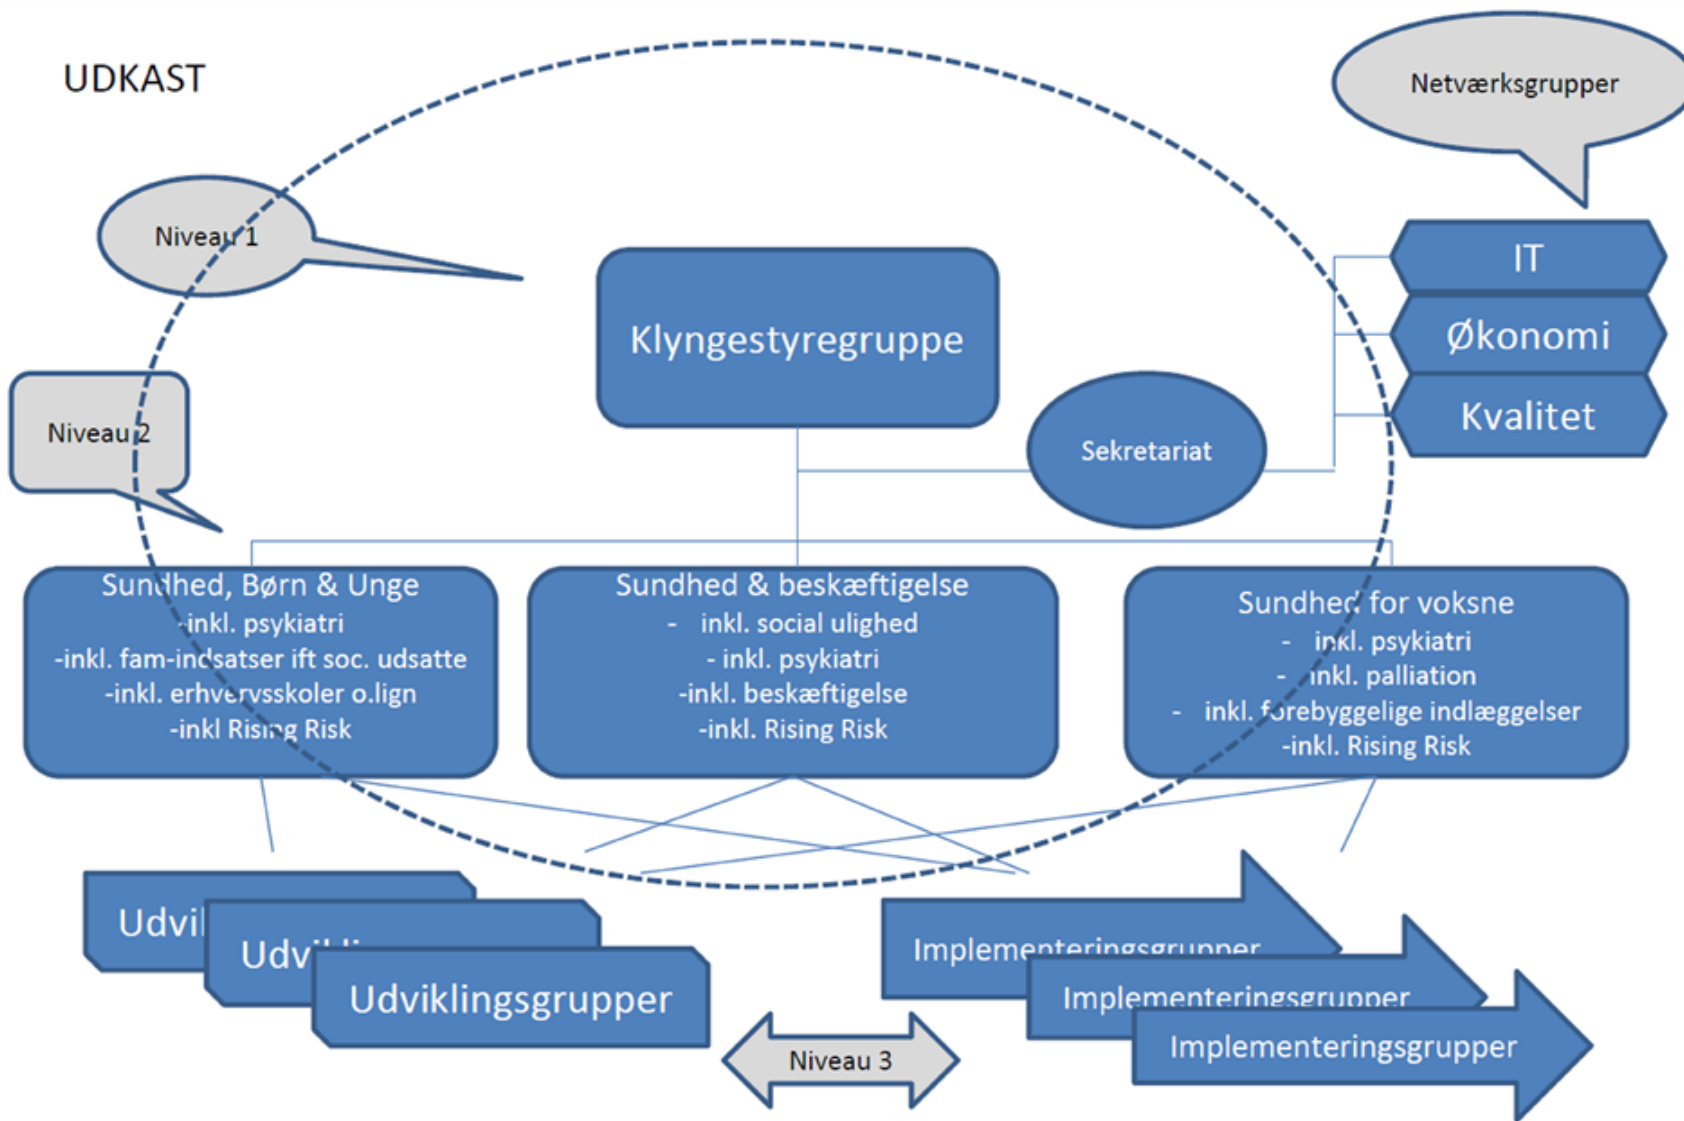 UDKAST
Netværksgrupper
Niveau 1
IT
Klyngestyregruppe
Økonomi
Kvalitet
Niveau 2
Sekretariat
Sundhed, Børn & Unge
-inkl. psykiatri
-inkl. fam-indsatser ift soc. udsatte
-inkl. erhvervsskoler o.lign
-inkl Rising Risk
Sundhed & beskæftigelse
- inkl. social ulighed
- inkl. psykiatri
-inkl. beskæftigelse
-inkl. Rising Risk
Sundhed for voksne
- inkl. psykiatri
- inkl. palliation
- inkl. forebyggelige indlæggelser
-inkl. Rising Risk
Udviklingsgrupper
Implementeringsgrupper
Implementeringsgrupper
Implementeringsgrupper
Niveau 3